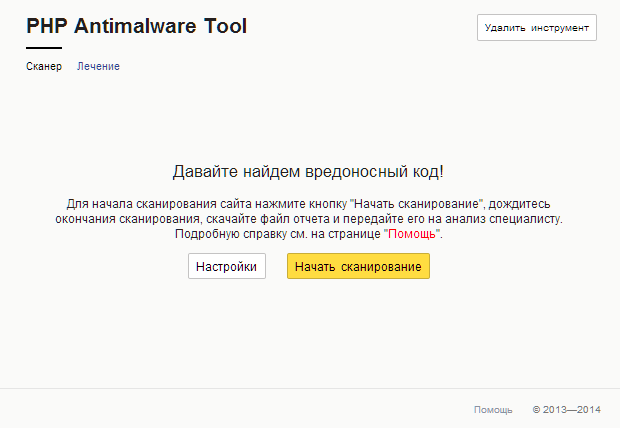 PHP Antimalware Tool
Удалить инструмент
Сканер
Лечение
Давайте найдем вредоносный код!
Для начала сканирования сайта нажмите кнопку "Начать сканирование", дождитесь
окончания сканирования, скачайте файл отчета и передайте его на анализ специалисту.
Подробную справку см. на странице "Помощь".
Настройки
Начать сканирование
Помощь
© 2013—2014